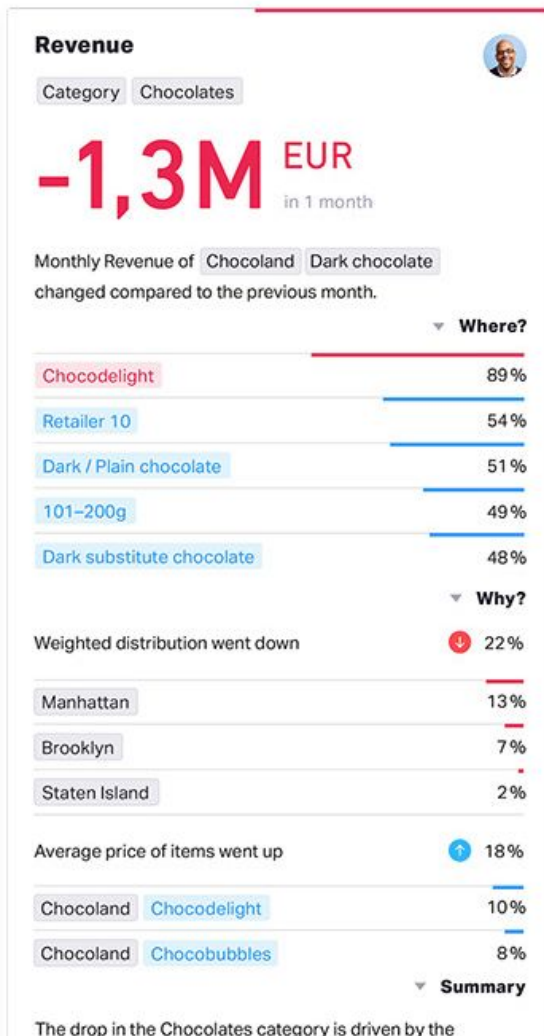 Revenue
Category Chocolates
-1,3M EUR
in 1 month
Monthly Revenue of Chocoland Dark chocolate
changed compared to the previous month.
Where?
Chocodelight 89%
Retailer 10 54%
Dark / Plain chocolate 51%
101–200g 49%
Dark substitute chocolate 48%
Why?
Weighted distribution went down 22%
Manhattan 13%
Brooklyn 7%
Staten Island 2%
Average price of items went up 18%
Chocoland Chocodelight 10%
Chocoland Chocobubbles 8%
Summary
The drop in the Chocolates category is driven by the